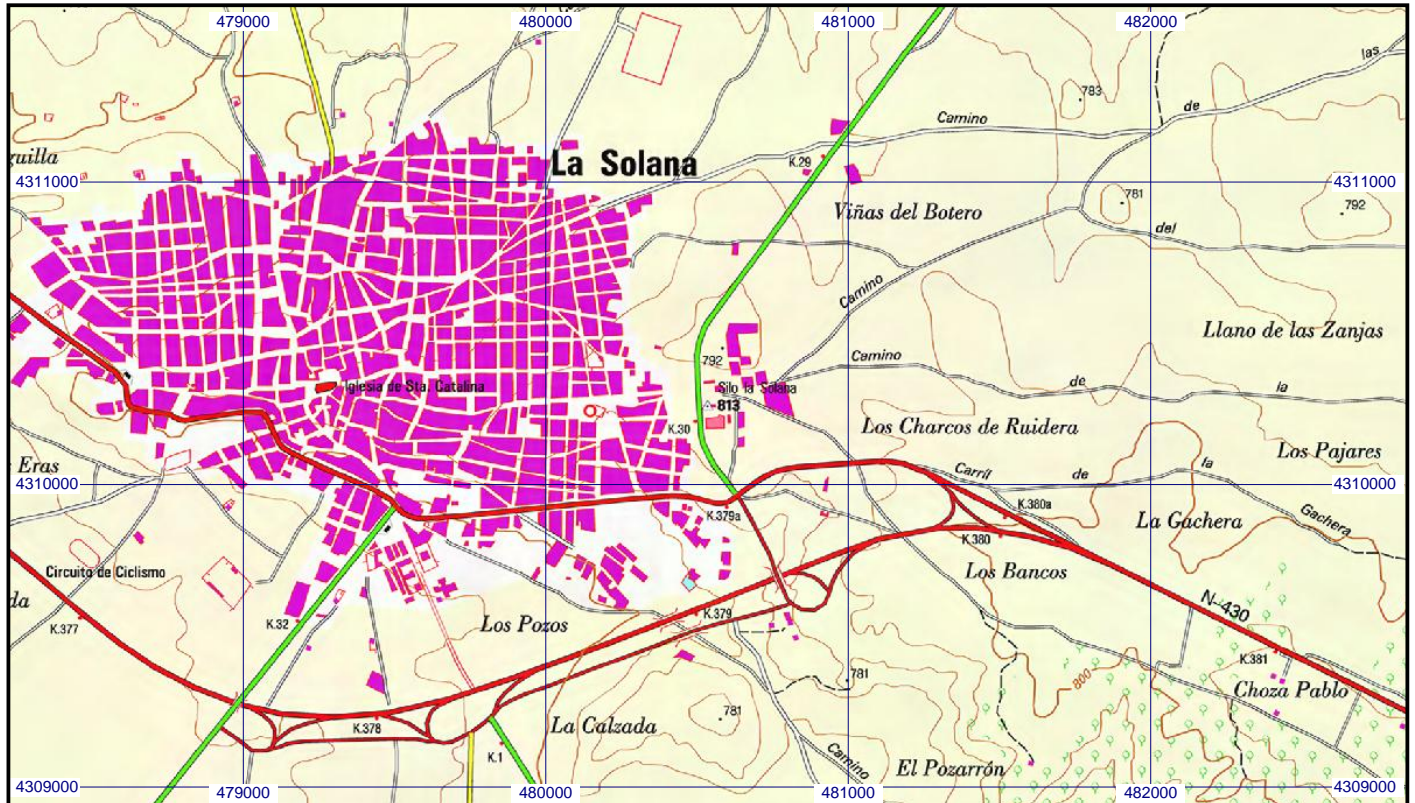 479000
480000
481000
482000
las
783
de
Camino
guilla
La Solana
K.29
4311000
4311000
781
792
Viñas del Botero
del
Camino
Llano de las Zanjas
792
Camino
de
la
Iglesia de Sta. Catalina
Silo la Solana
813
K.30
Los Charcos de Ruidera
Los Pajares
Eras
Carril
de
la
4310000
4310000
K.379a
K.380a
La Gachera
Gachera
K.380
Circuito de Ciclismo
Los Bancos
da
K.377
K.32
Los Pozos
K.379
N-430
K.381
781
800
Choza Pablo
781
K.378
La Calzada
K.1
Camino
El Pozarrón
4309000
4309000
479000
480000
481000
482000